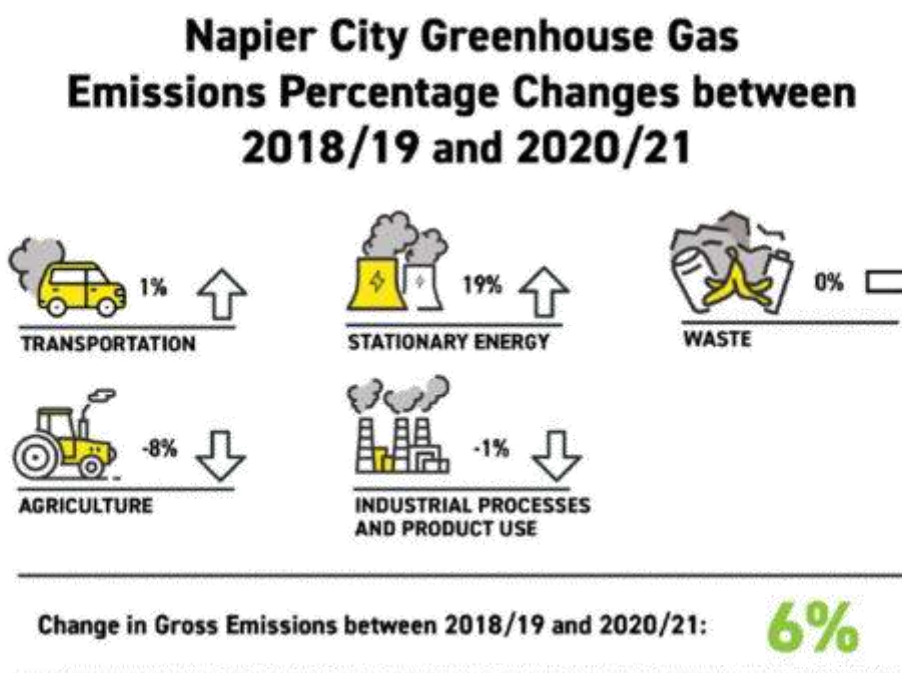 Napier City Greenhouse Gas
Emissions Percentage Changes between
2018/19 and 2020/21
1%
TRANSPORTATION
19%
STATIONARY ENERGY
0%
WASTE
-8%
AGRICULTURE
-1%
INDUSTRIAL PROCESSES
AND PRODUCT USE
Change in Gross Emissions between 2018/19 and 2020/21: 6%